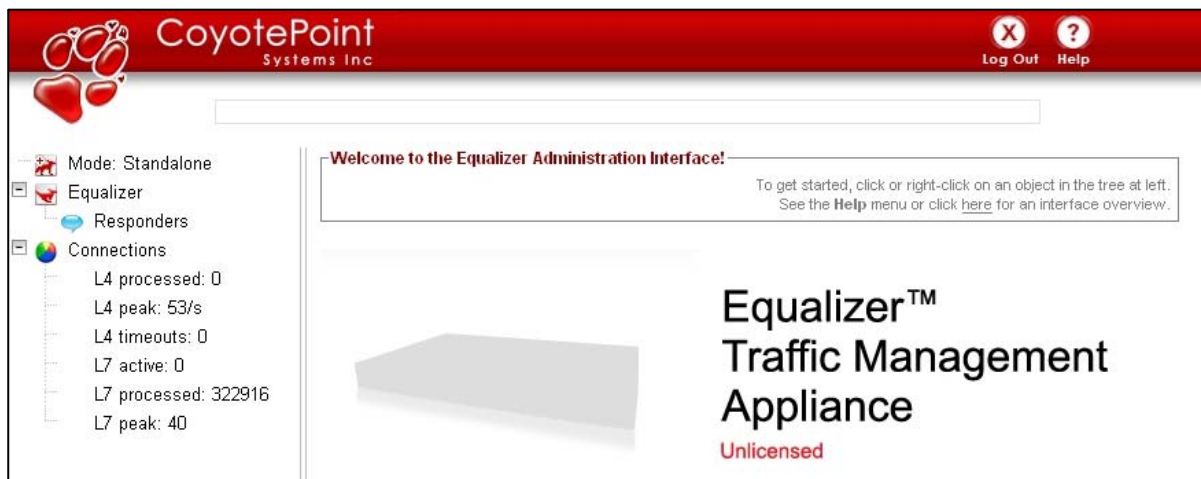 CoyotePoint
Systems Inc
X
?
Log Out
Help
Mode: Standalone
Equalizer
Responders
Connections
L4 processed: 0
L4 peak: 53/s
L4 timeouts: 0
L7 active: 0
L7 processed: 322916
L7 peak: 40
Welcome to the Equalizer Administration Interface!
To get started, click or right-click on an object in the tree at left.
See the Help menu or click here for an interface overview.
Equalizer™
Traffic Management
Appliance
Unlicensed